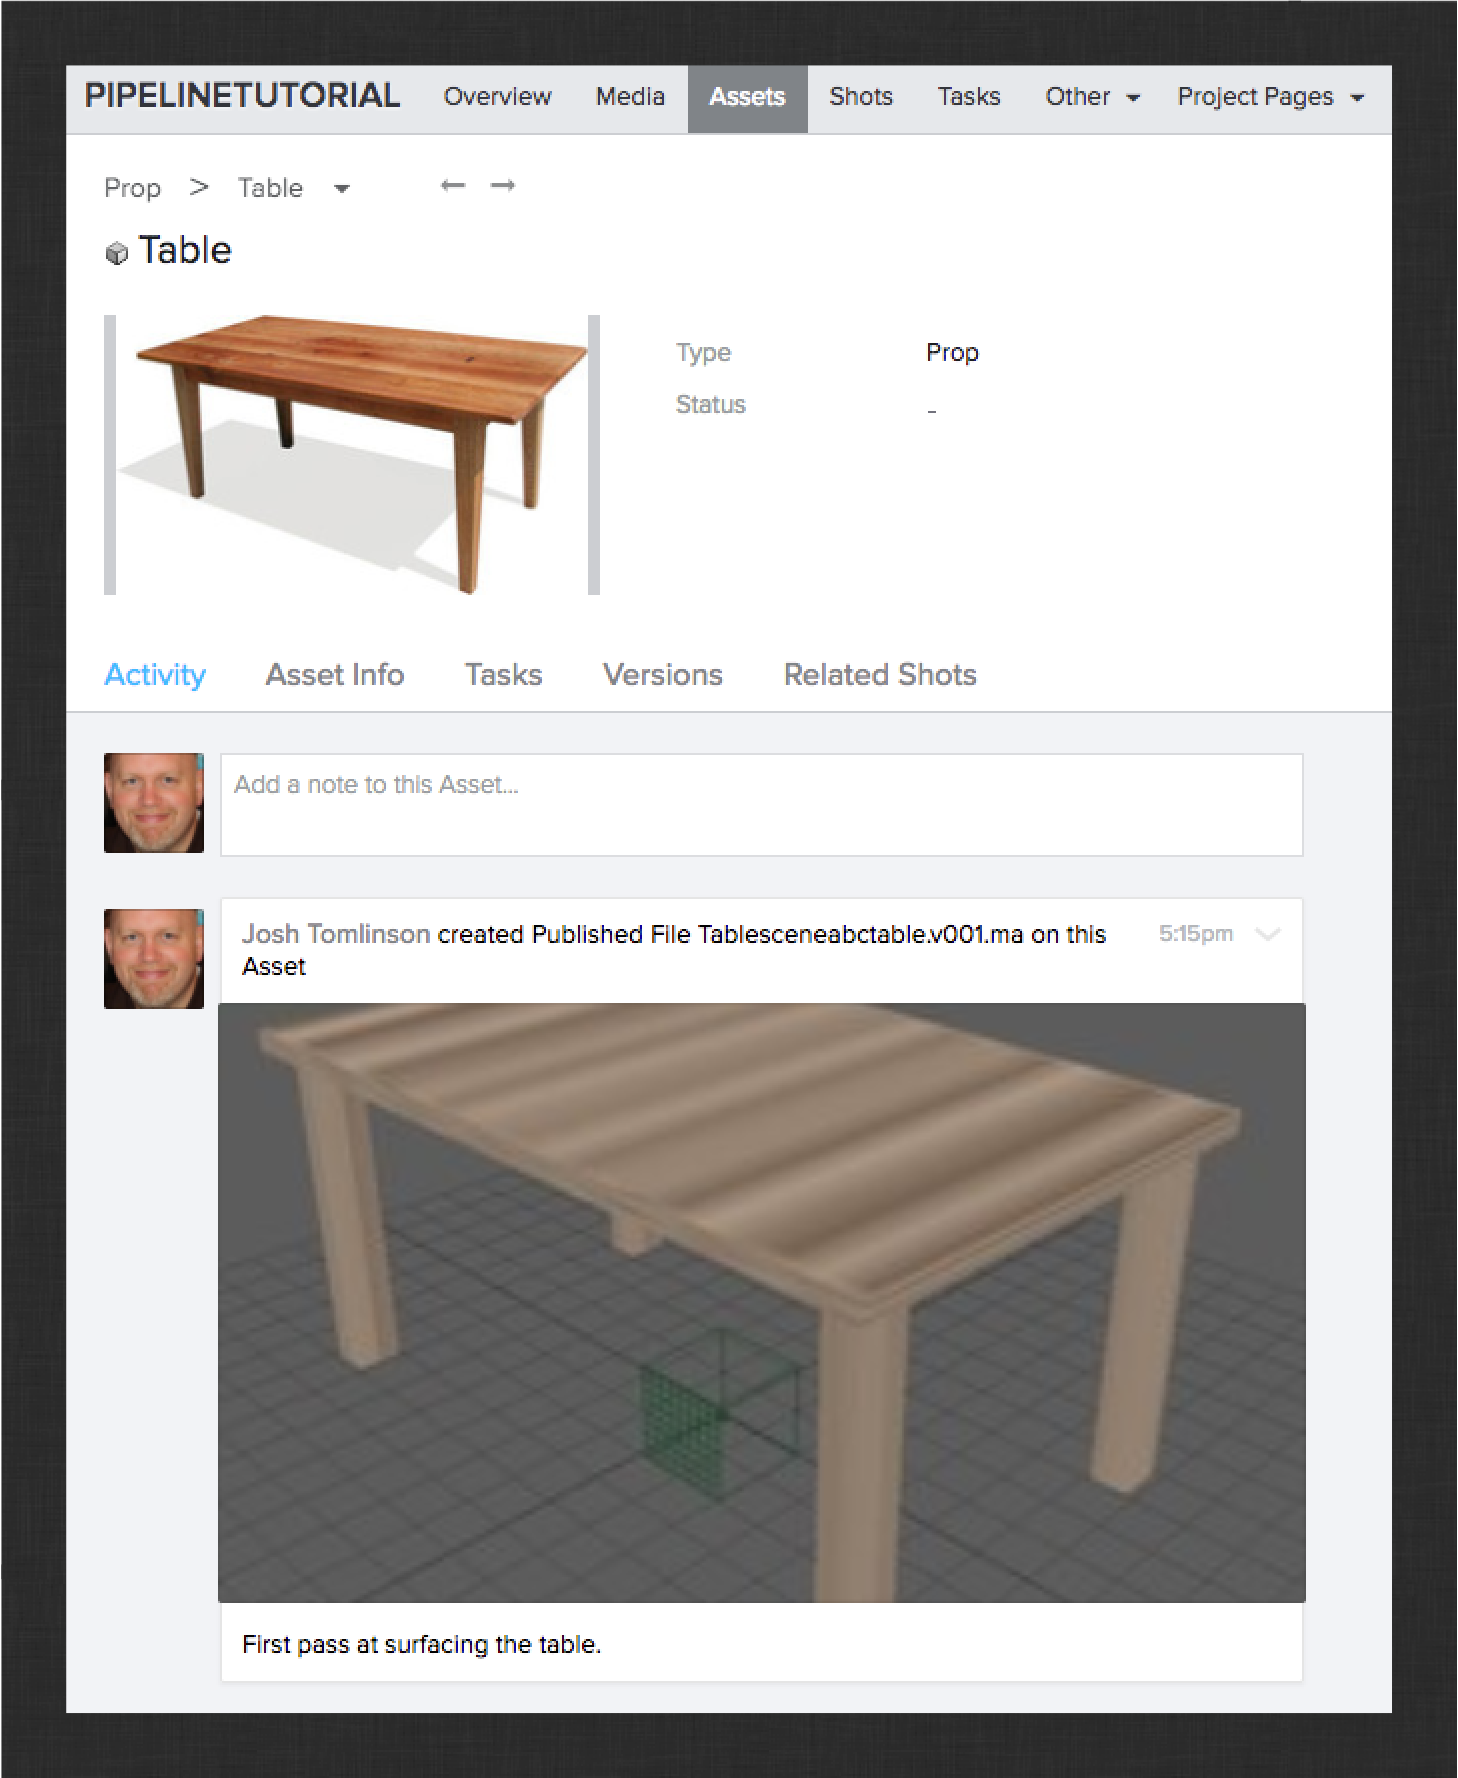 PIPELINETUTORIAL Overview Media Assets Shots Tasks Other Project Pages
Prop > Table
Table
Type Prop
Status -
Activity Asset Info Tasks Versions Related Shots
Add a note to this Asset...
Josh Tomlinson created Published File Tablesceneabctable.v001.ma on this 5:15pm
Asset
First pass at surfacing the table.